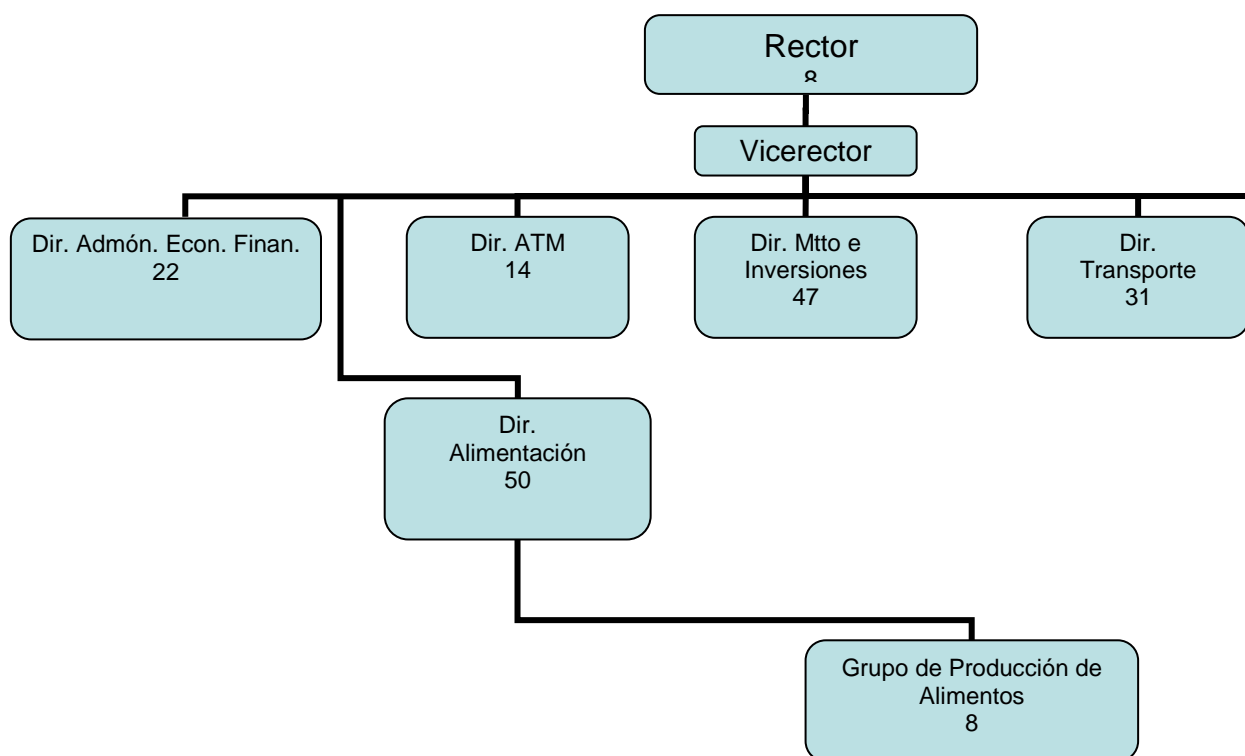 Rector
8
Vicerector
Dir. Admón. Econ. Finan.
22
Dir. ATM
14
Dir. Mtto e
Inversiones
47
Dir.
Transporte
31
Dir.
Alimentación
50
Grupo de Producción de
Alimentos
8